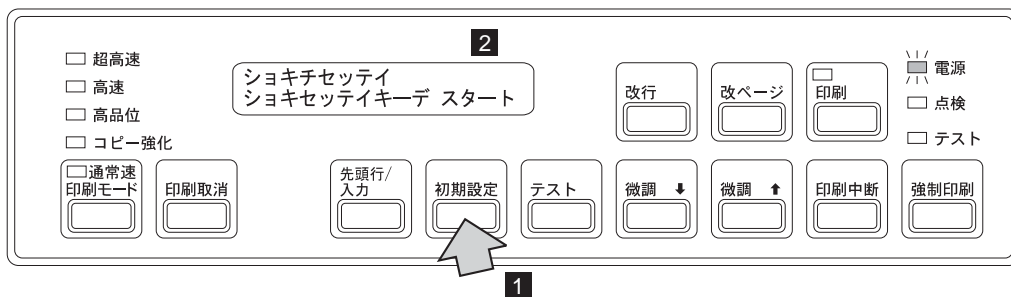 2
超高速
高速
高品位
コピー強化
ショキチセッテイ
ショキセッテイキーデ スタート
改行
改ページ
印刷
電源
点検
テスト
通常速
印刷モード
印刷取消
先頭行/
入力
初期設定
テスト
微調 ⬇
微調 ⬆
印刷中断
強制印刷
1